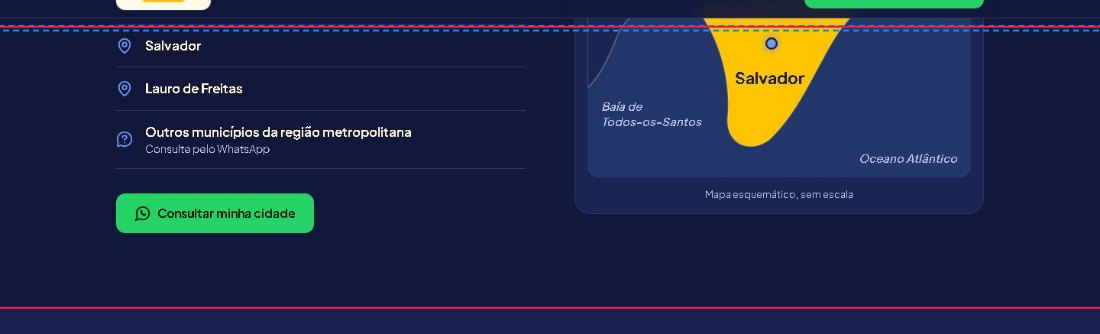 Salvador
Lauro de Freitas
Outros municípios da região metropolitana
Consulte pelo WhatsApp
Consultar minha cidade
Salvador
Baía de
Todos-os-Santos
Oceano Atlântico
Mapa esquemático, sem escala